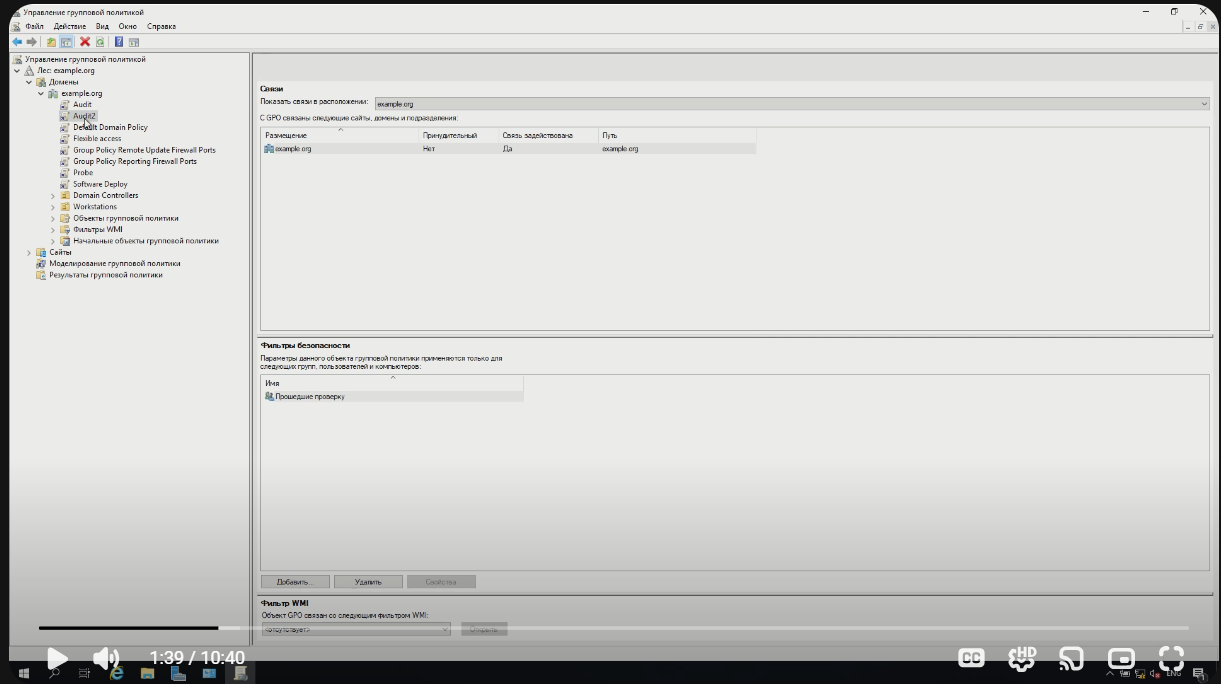 Управление групповой политикой
Файл Действие Вид Окно Справка
Управление групповой политикой
Лес: example.org
Домены
example.org
Audit
Audit2
Default Domain Policy
Flexible access
Group Policy Remote Update Firewall Ports
Group Policy Reporting Firewall Ports
Probe
Software Deploy
Domain Controllers
Workstations
Объекты групповой политики
Фильтры WMI
Начальные объекты групповой политики
Сайты
Моделирование групповой политики
Результаты групповой политики
Связи
Показать связи в расположении: example.org
С GPO связаны следующие сайты, домены и подразделения:
Размещение Принудительный Связь задействована Путь
example.org Нет Да example.org
Фильтры безопасности
Параметры данного объекта групповой политики применяются только для
следующих групп, пользователей и компьютеров:
Имя
Прошедшие проверку
Добавить... Удалить Свойства
Фильтр WMI
Объект GPO связан со следующим фильтром WMI:
<отсутствует> Открыть
1:39 / 10:40
CC HD
ENG